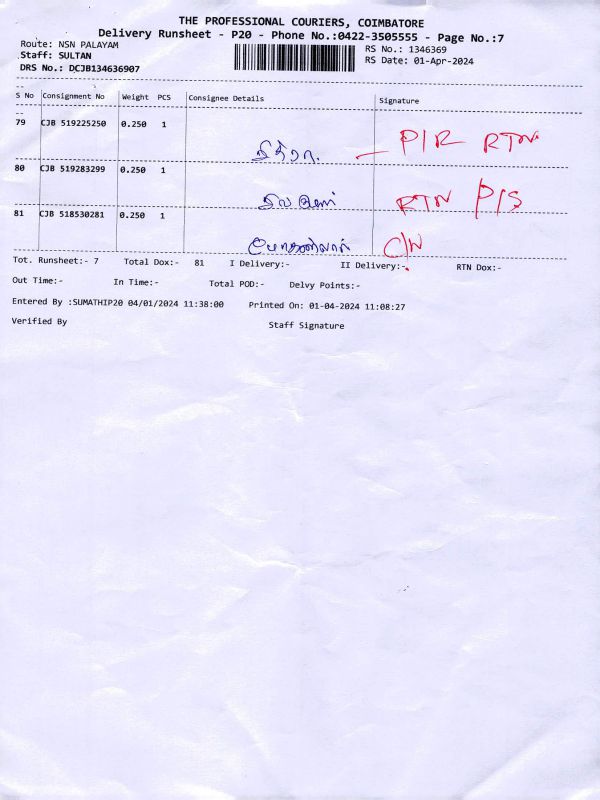 THE PROFESSIONAL COURIERS, COIMBATORE
Delivery Runsheet - P20 - Phone No.:0422-3505555 - Page No.:7
Route: NSN PALAYAM
RS No.: 1346369
Staff: SULTAN
RS Date: 01-Apr-2024
DRS No.: DCJB134636907
S No Consignment No Weight PCS Consignee Details Signature
79 CJB 519225250 0.250 1
சித்ரா. P/R RTN
80 CJB 519283299 0.250 1
RTN P/S
81 CJB 518530281 0.250 1
C/N
Tot. Runsheet:- 7 Total Dox:- 81 I Delivery:- II Delivery:- RTN Dox:-
Out Time:- In Time:- Total POD:- Delvy Points:-
Entered By :SUMATHIP20 04/01/2024 11:38:00 Printed On: 01-04-2024 11:08:27
Verified By Staff Signature